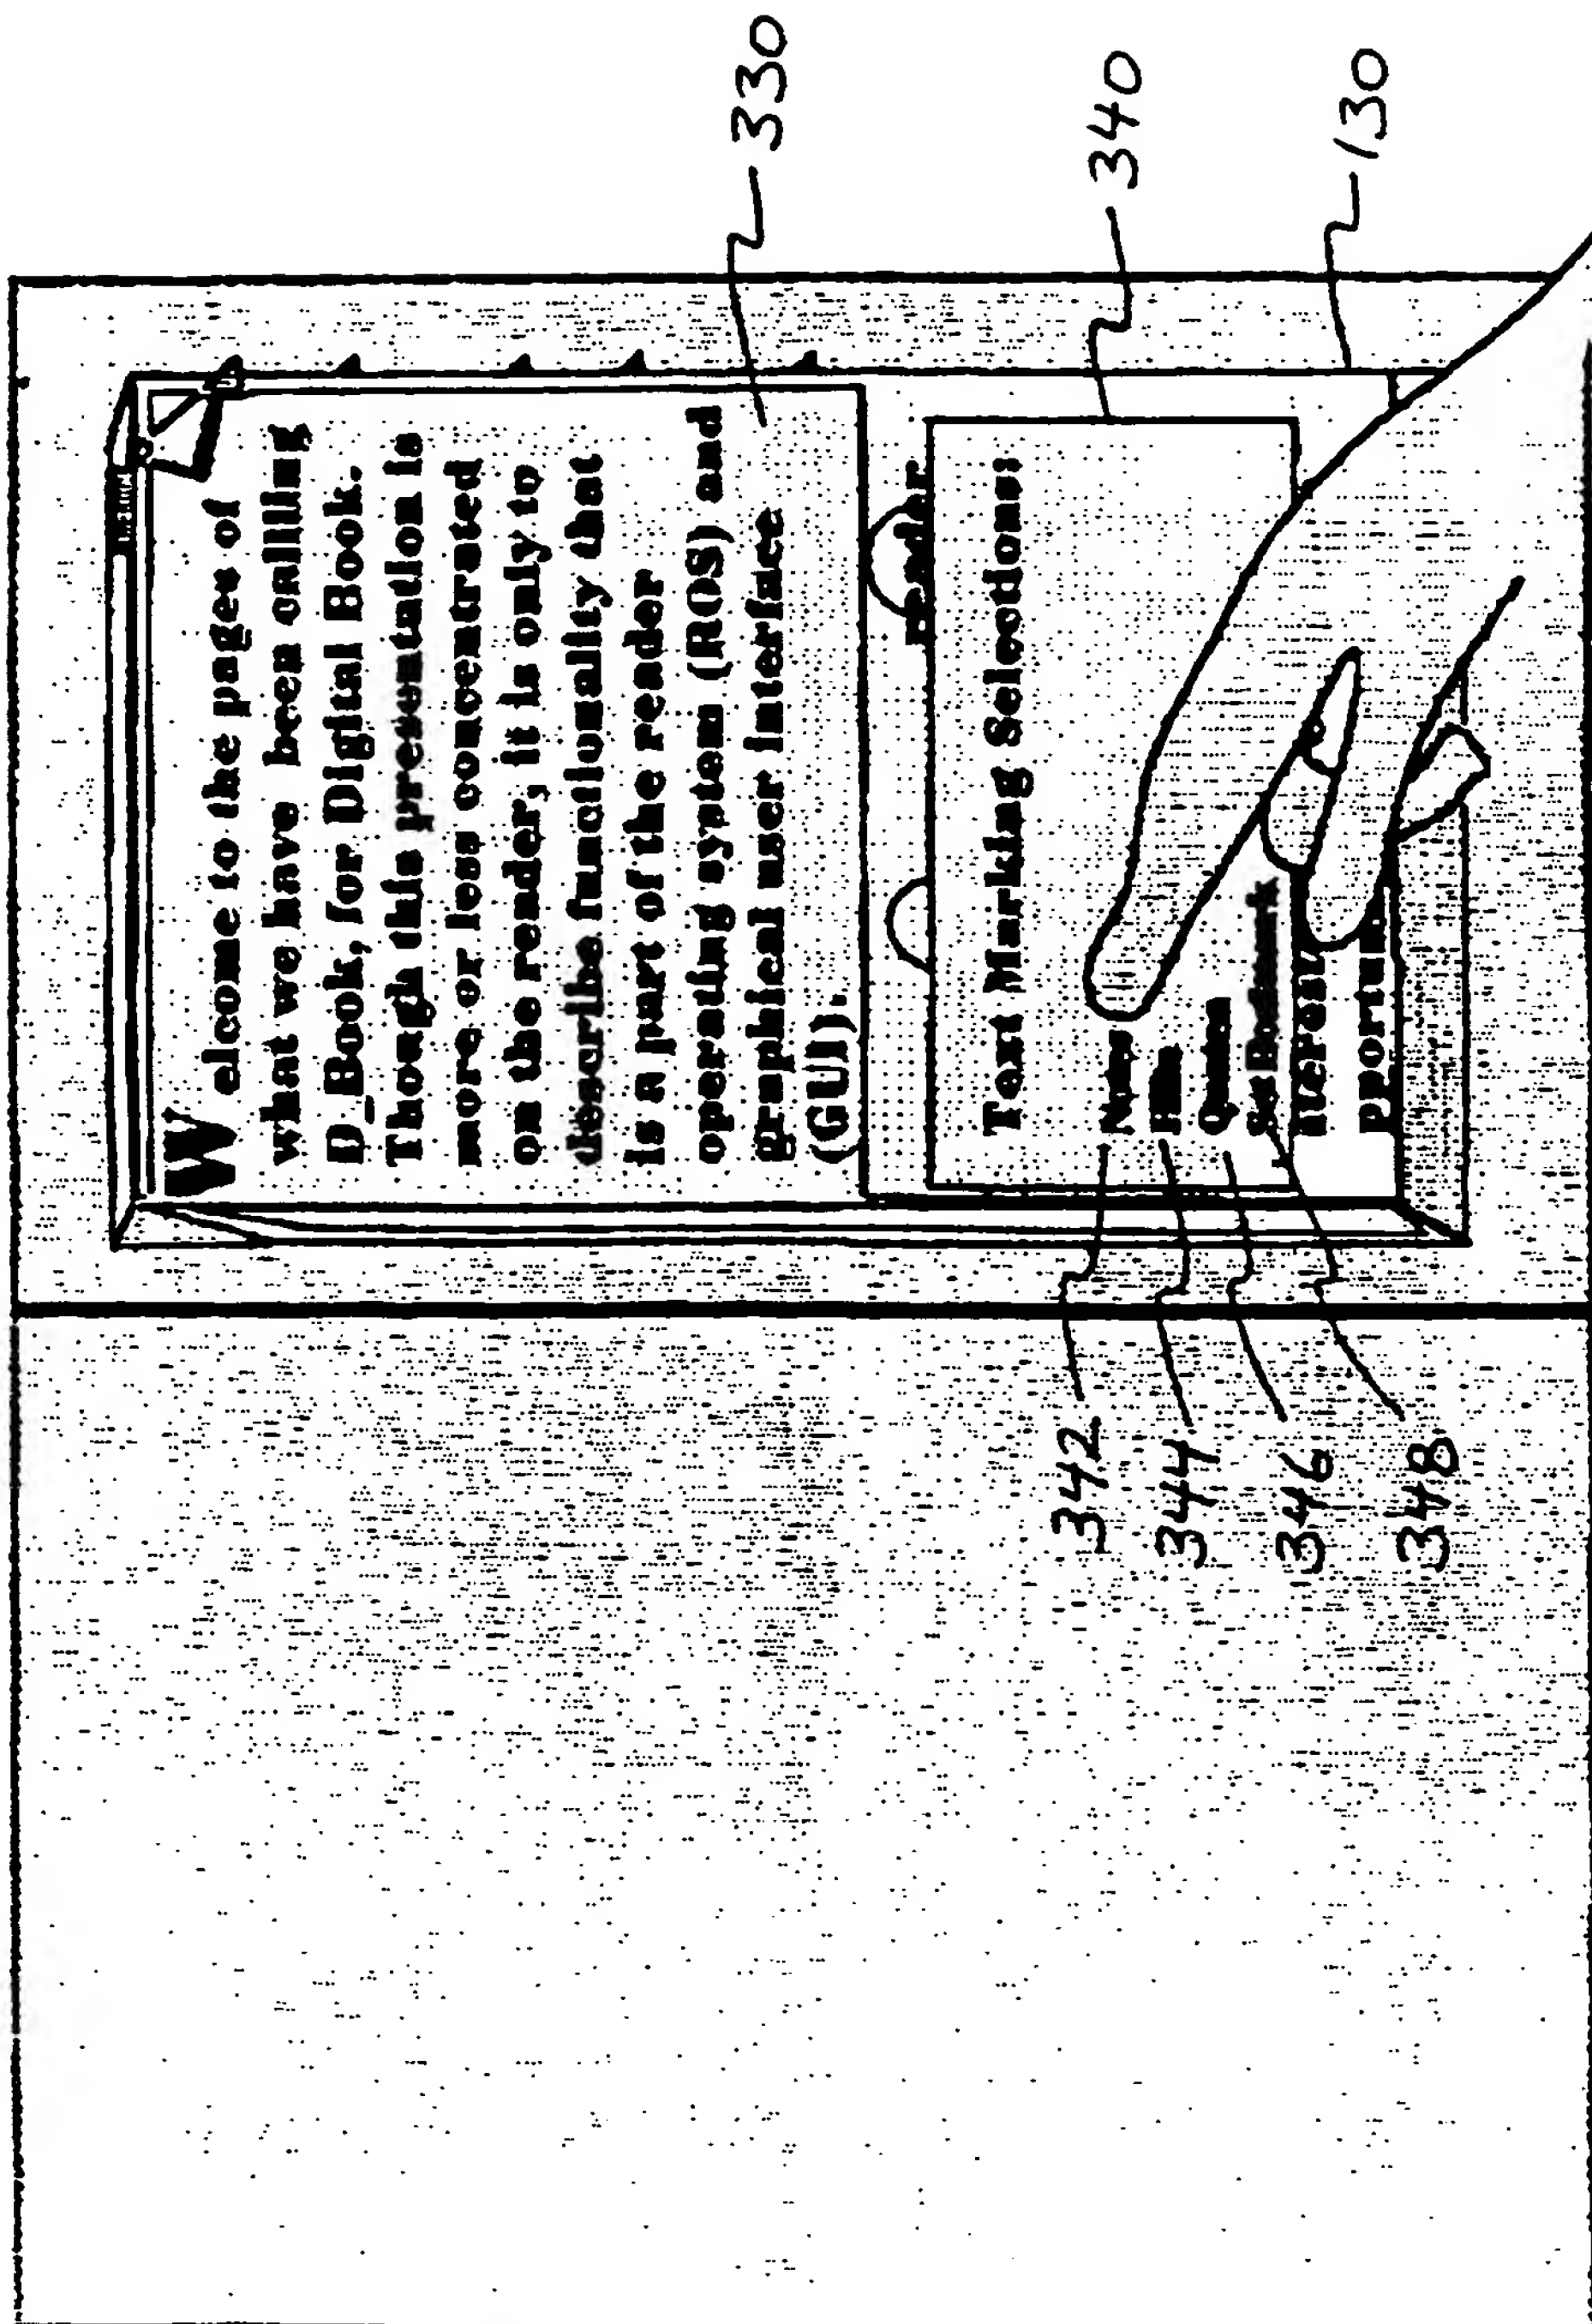 Welcome to the pages of
what we have been calling
D_Book, for Digital Book.
Though this presentation is
more or less concentrated
on the reader; it is only to
describe functionality that
is a part of the reader
operating system (ROS) and
graphical user interface
(GUI).
Text Marking Selections:
Notes
Set Bookmark
330
340
130
342
344
346
348